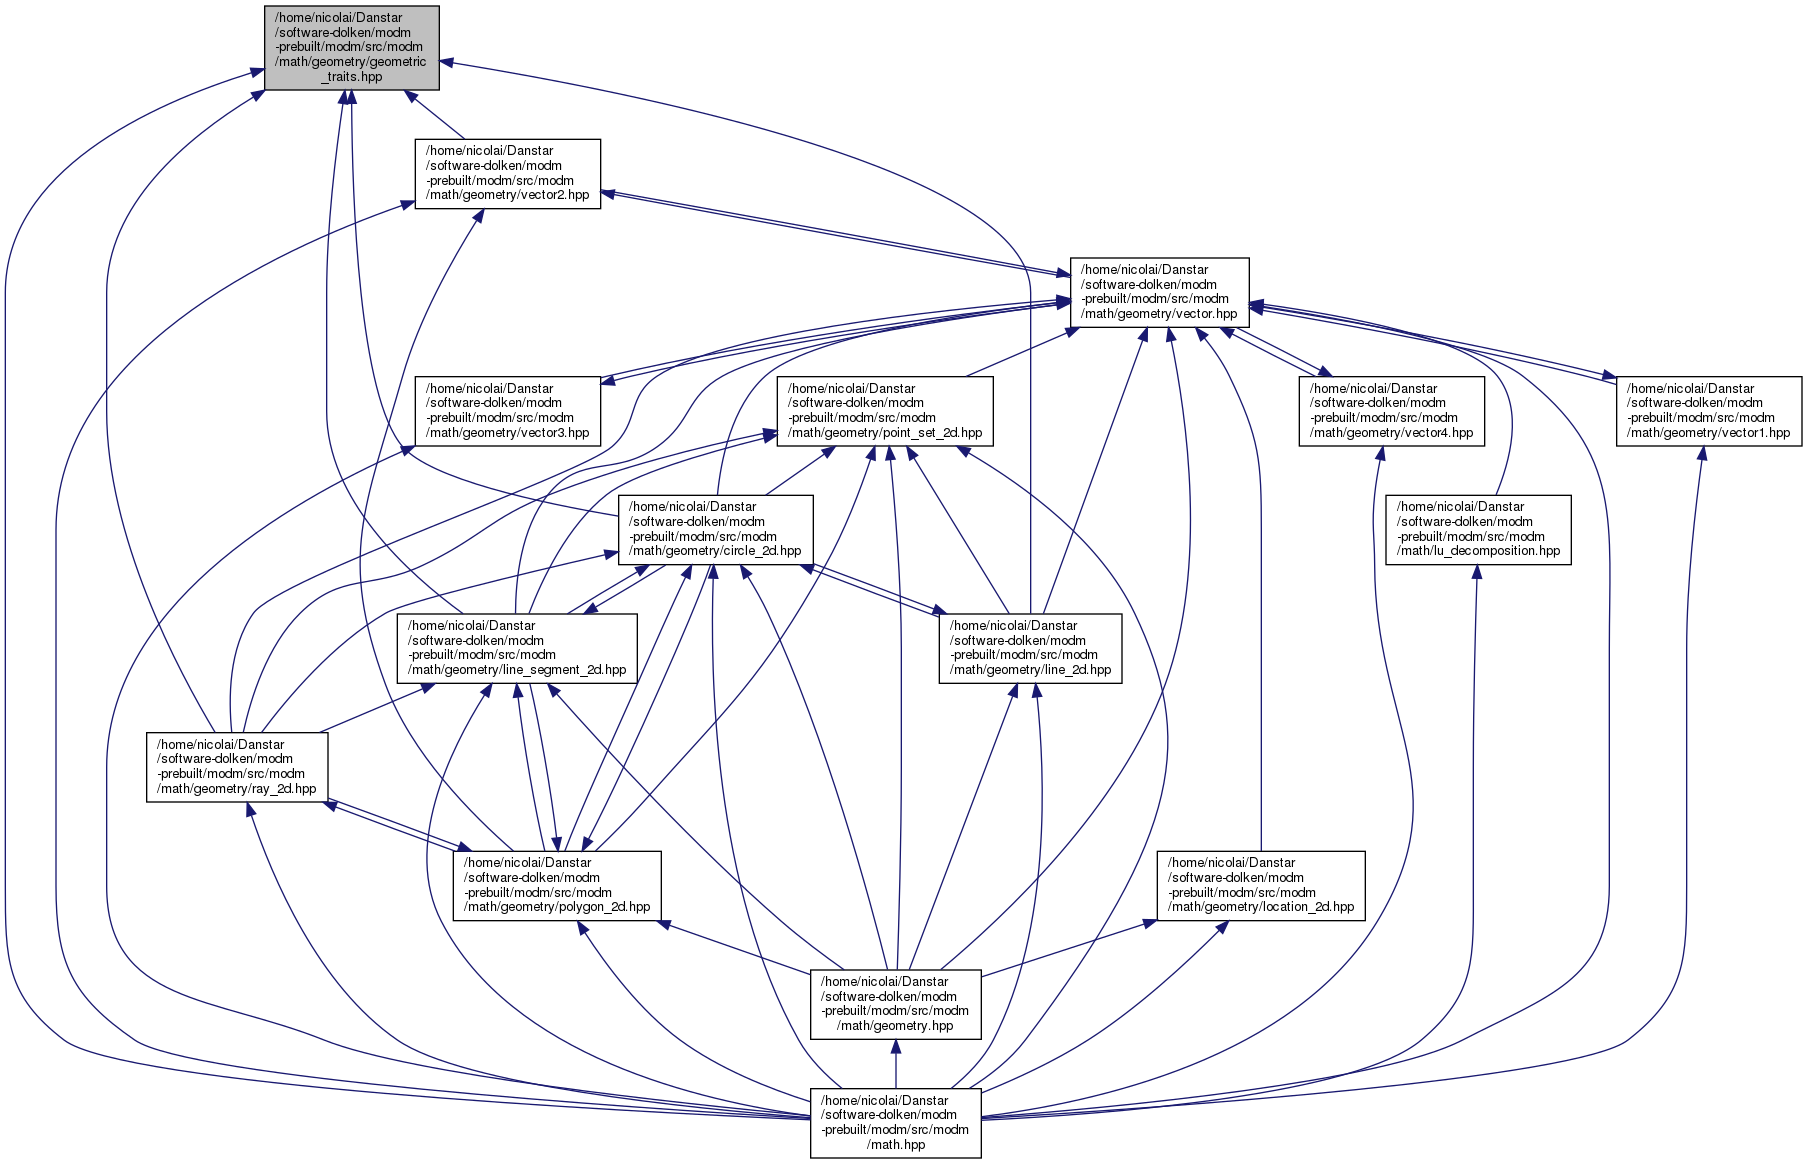 /home/nicolai/Danstar
/software-dolken/modm
-prebuilt/modm/src/modm
/math/geometry/geometric
_traits.hpp
/home/nicolai/Danstar
/software-dolken/modm
-prebuilt/modm/src/modm
/math/geometry/vector2.hpp
/home/nicolai/Danstar
/software-dolken/modm
-prebuilt/modm/src/modm
/math/geometry/vector.hpp
/home/nicolai/Danstar
/software-dolken/modm
-prebuilt/modm/src/modm
/math/geometry/vector3.hpp
/home/nicolai/Danstar
/software-dolken/modm
-prebuilt/modm/src/modm
/math/geometry/point_set_2d.hpp
/home/nicolai/Danstar
/software-dolken/modm
-prebuilt/modm/src/modm
/math/geometry/vector4.hpp
/home/nicolai/Danstar
/software-dolken/modm
-prebuilt/modm/src/modm
/math/geometry/vector1.hpp
/home/nicolai/Danstar
/software-dolken/modm
-prebuilt/modm/src/modm
/math/geometry/circle_2d.hpp
/home/nicolai/Danstar
/software-dolken/modm
-prebuilt/modm/src/modm
/math/lu_decomposition.hpp
/home/nicolai/Danstar
/software-dolken/modm
-prebuilt/modm/src/modm
/math/geometry/line_segment_2d.hpp
/home/nicolai/Danstar
/software-dolken/modm
-prebuilt/modm/src/modm
/math/geometry/line_2d.hpp
/home/nicolai/Danstar
/software-dolken/modm
-prebuilt/modm/src/modm
/math/geometry/ray_2d.hpp
/home/nicolai/Danstar
/software-dolken/modm
-prebuilt/modm/src/modm
/math/geometry/polygon_2d.hpp
/home/nicolai/Danstar
/software-dolken/modm
-prebuilt/modm/src/modm
/math/geometry/location_2d.hpp
/home/nicolai/Danstar
/software-dolken/modm
-prebuilt/modm/src/modm
/math/geometry.hpp
/home/nicolai/Danstar
/software-dolken/modm
-prebuilt/modm/src/modm
/math.hpp